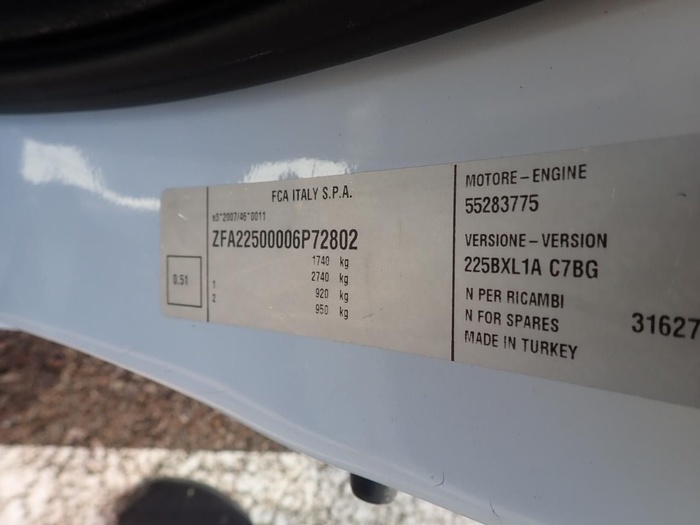 FCA ITALY S.P.A.
e3*2007/46*0011
ZFA22500006P72802
1740 kg
2740 kg
1 920 kg
2 950 kg
0.51
MOTORE-ENGINE
55283775
VERSIONE-VERSION
225BXL1A C7BG
N PER RICAMBI
N FOR SPARES 31627
MADE IN TURKEY